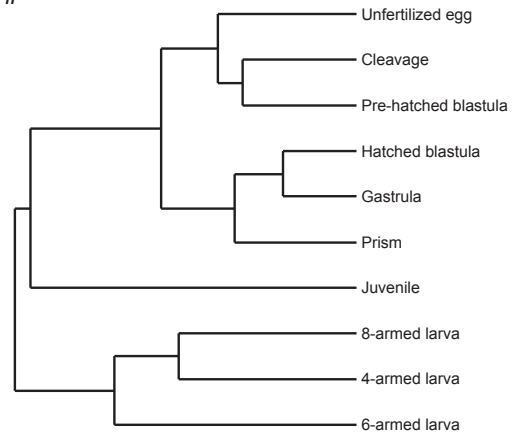 Unfertilized egg
Cleavage
Pre-hatched blastula
Hatched blastula
Gastrula
Prism
Juvenile
8-armed larva
4-armed larva
6-armed larva